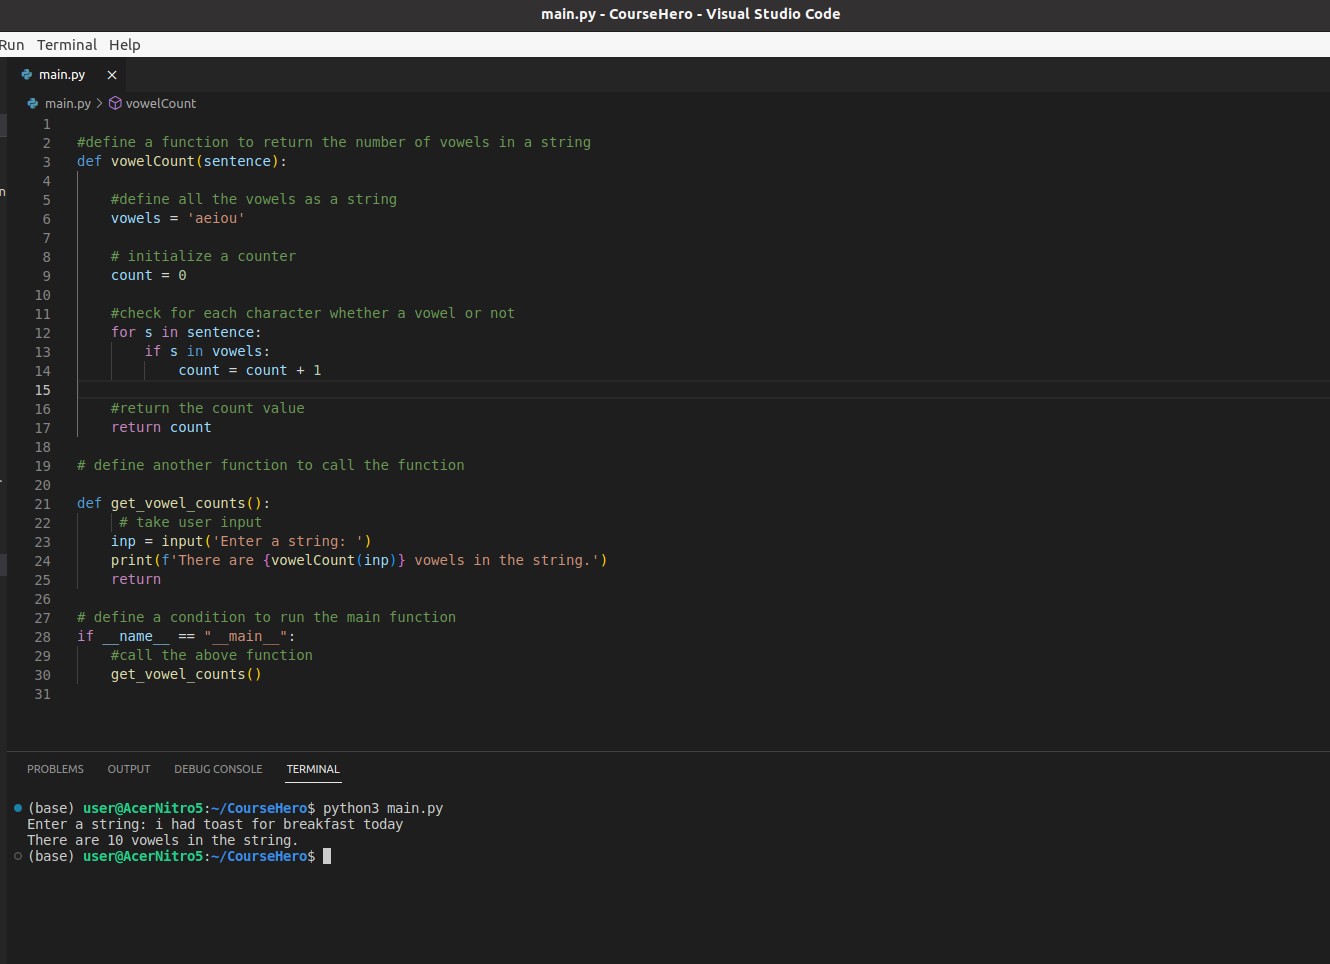 main.py - CourseHero - Visual Studio Code
Run Terminal Help
main.py ×
main.py > vowelCount
1
2 #define a function to return the number of vowels in a string
3 def vowelCount(sentence):
4
5     #define all the vowels as a string
6     vowels = 'aeiou'
7
8     # initialize a counter
9     count = 0
10
11     #check for each character whether a vowel or not
12     for s in sentence:
13         if s in vowels:
14             count = count + 1
15
16     #return the count value
17     return count
18
19 # define another function to call the function
20
21 def get_vowel_counts():
22      # take user input
23     inp = input('Enter a string: ')
24     print(f'There are {vowelCount(inp)} vowels in the string.')
25     return
26
27 # define a condition to run the main function
28 if __name__ == "__main__":
29     #call the above function
30     get_vowel_counts()
31
PROBLEMS OUTPUT DEBUG CONSOLE TERMINAL
(base) user@AcerNitro5:~/CourseHero$ python3 main.py
Enter a string: i had toast for breakfast today
There are 10 vowels in the string.
(base) user@AcerNitro5:~/CourseHero$